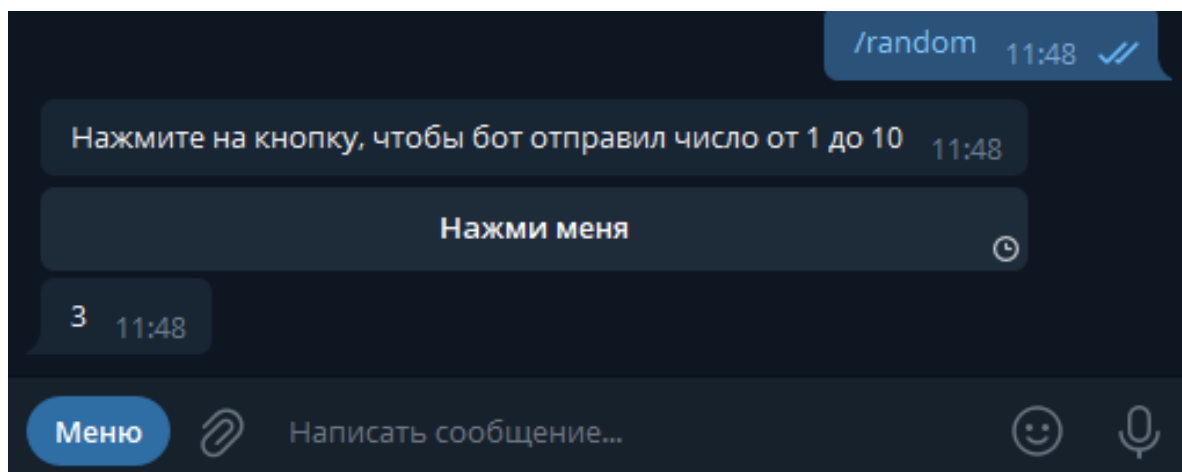 /random 11:48
Нажмите на кнопку, чтобы бот отправил число от 1 до 10 11:48
Нажми меня
3 11:48
Меню Написать сообщение...